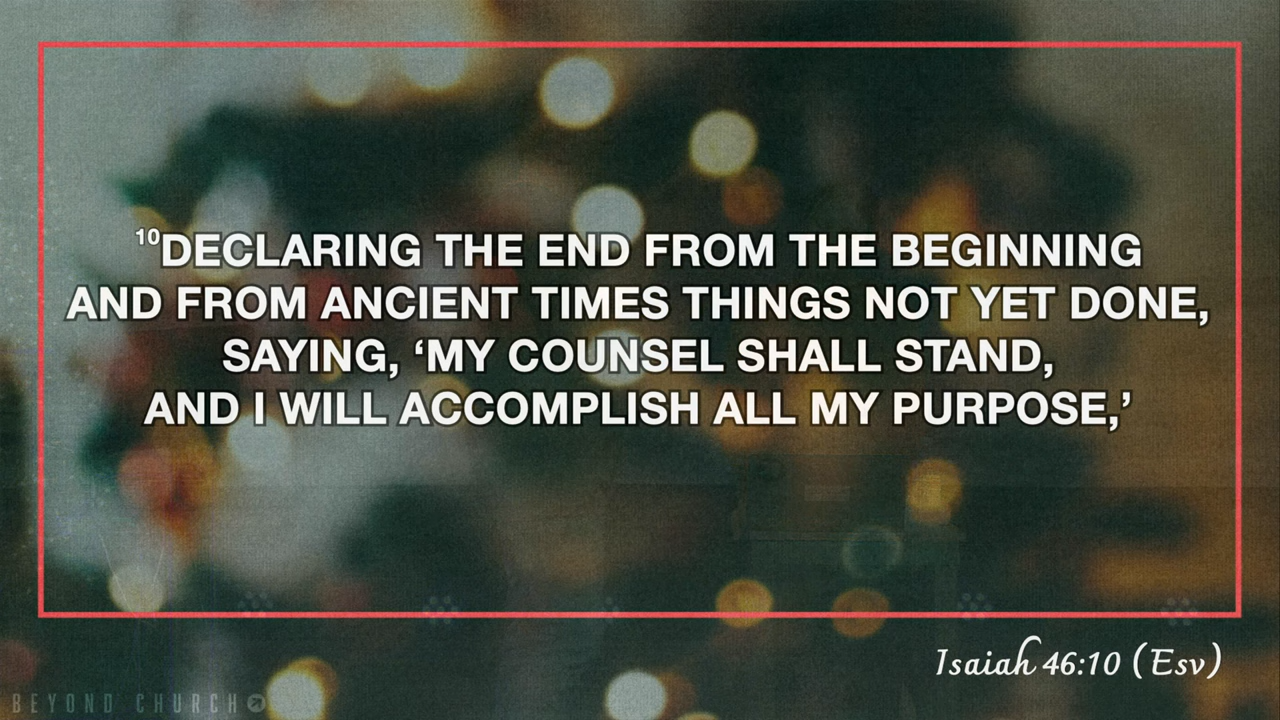 ¹⁰DECLARING THE END FROM THE BEGINNING
AND FROM ANCIENT TIMES THINGS NOT YET DONE,
SAYING, ‘MY COUNSEL SHALL STAND,
AND I WILL ACCOMPLISH ALL MY PURPOSE,’
Isaiah 46:10 (Esv)
BEYOND CHURCH